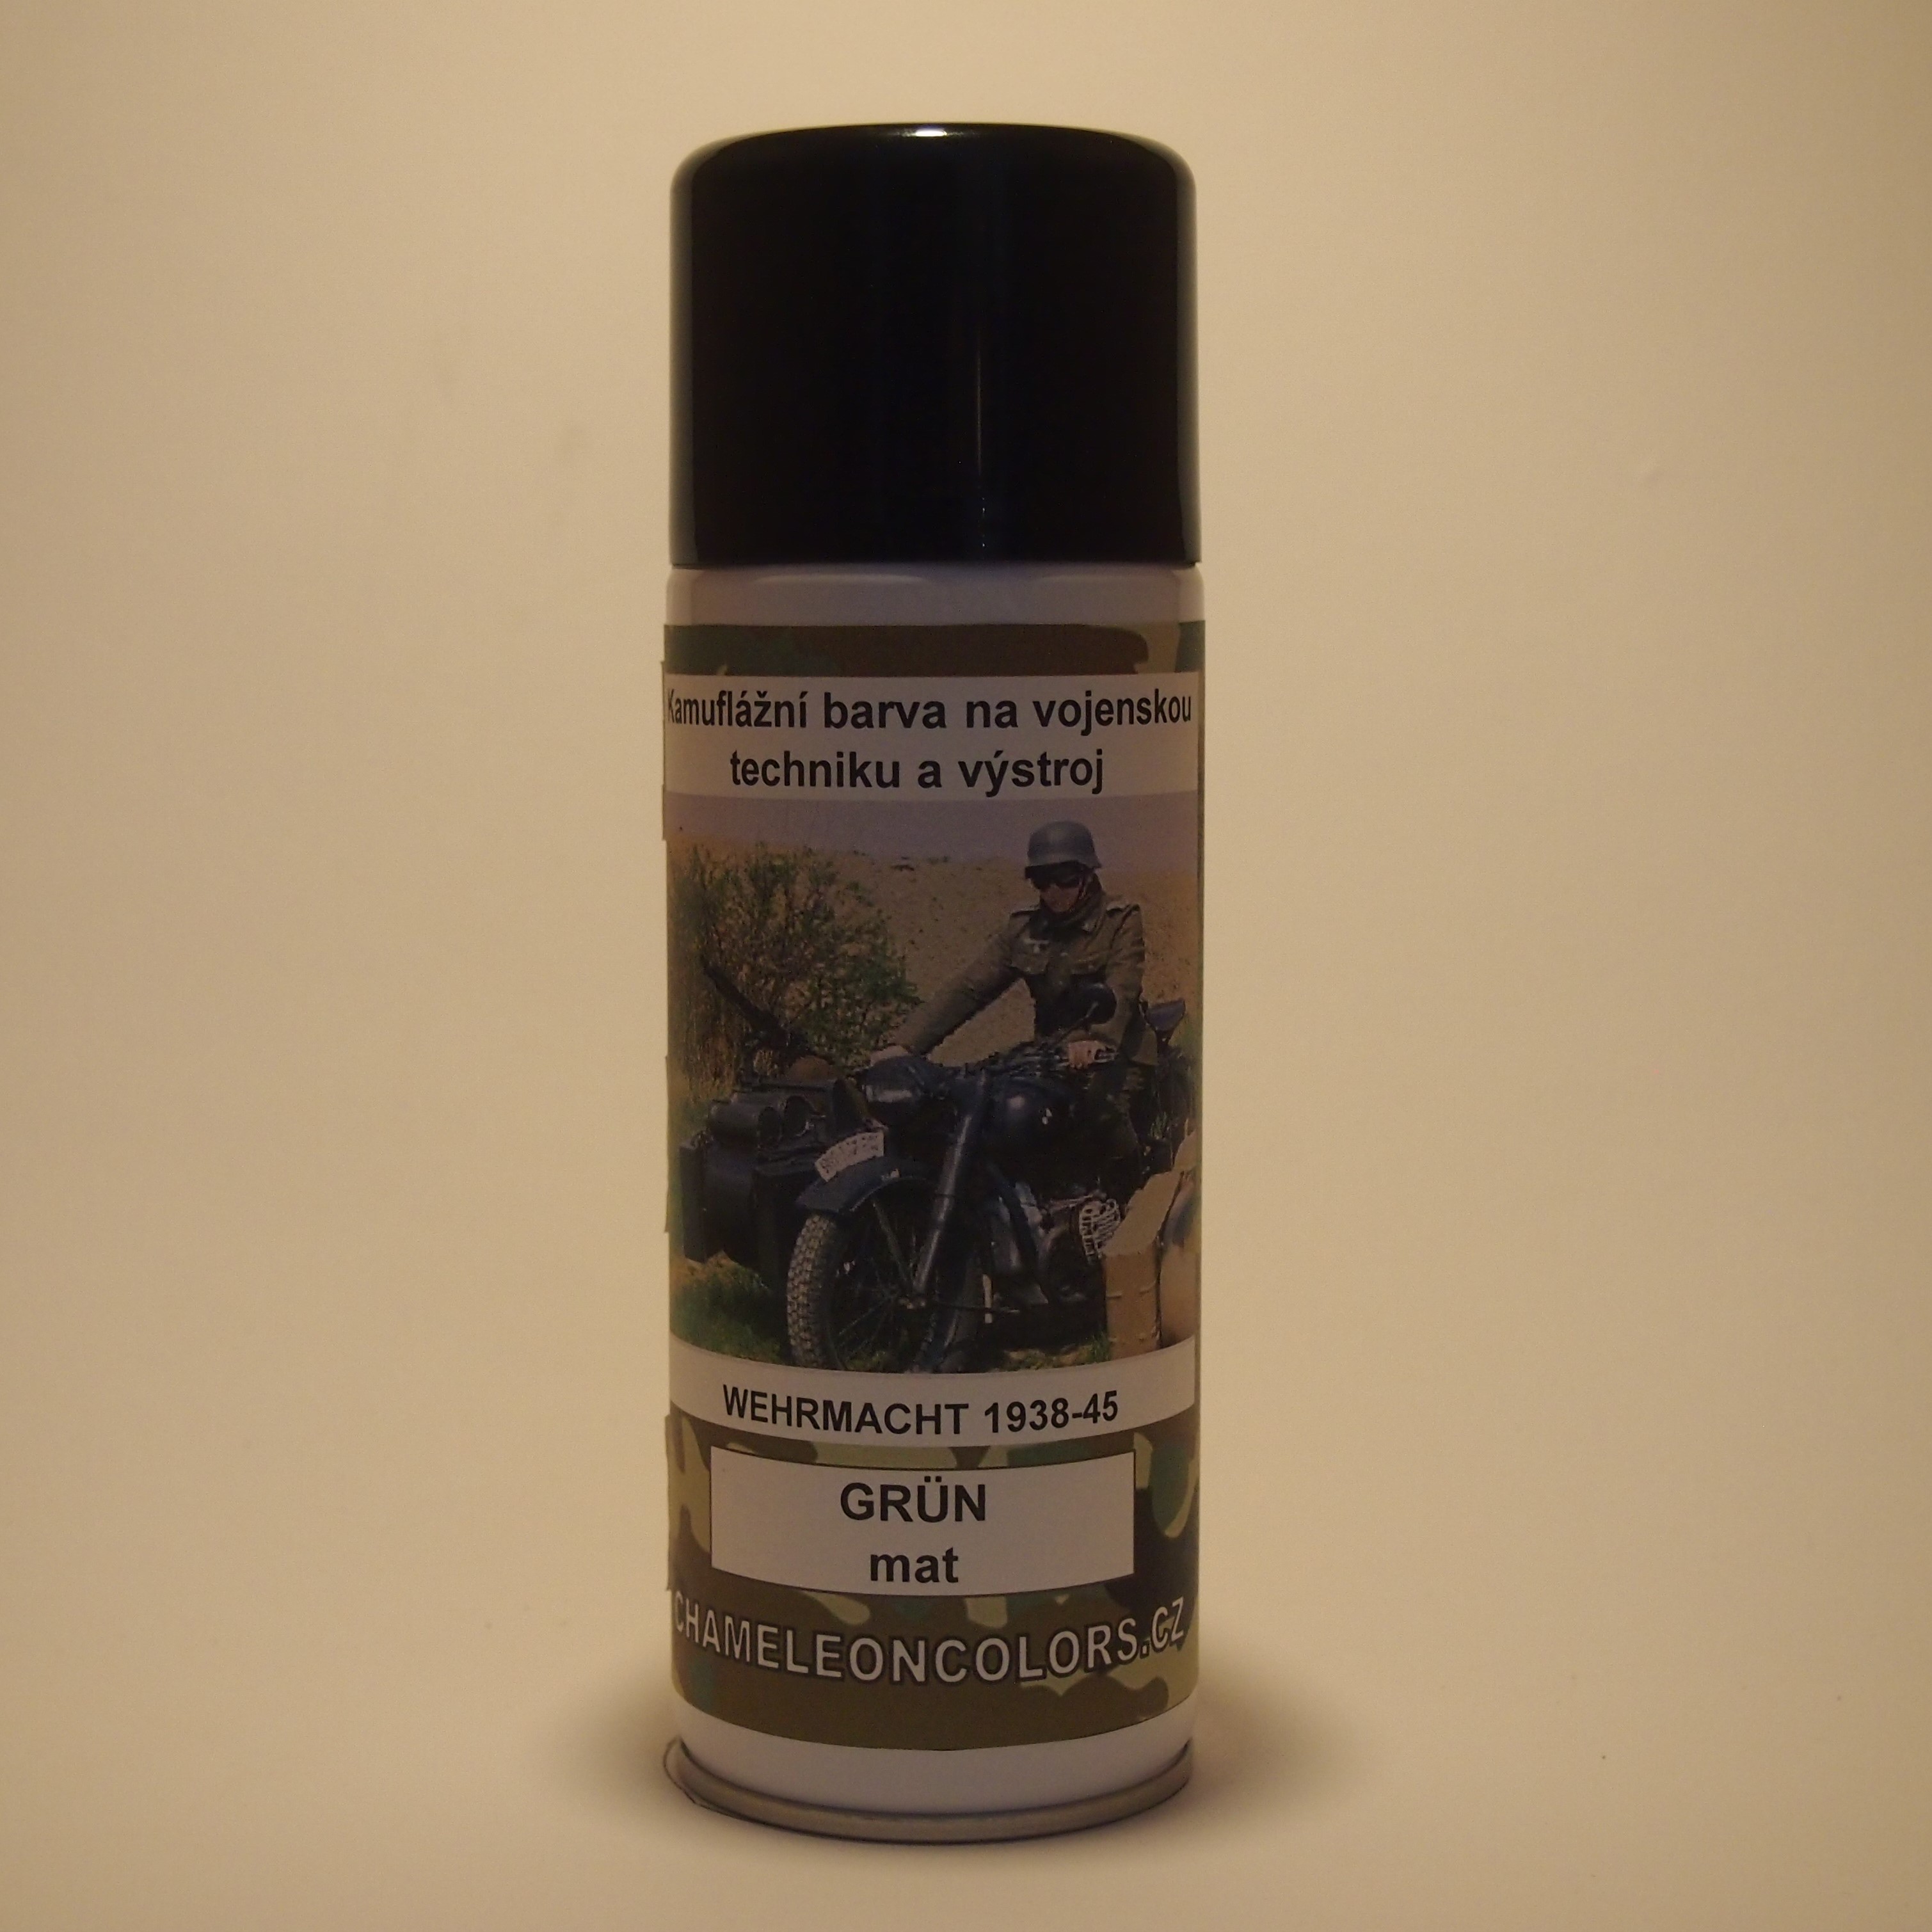 Kamuflážní barva na vojenskou
techniku a výstroj
WEHRMACHT 1938-45
GRÜN
mat
CHAMELEONCOLORS.CZ